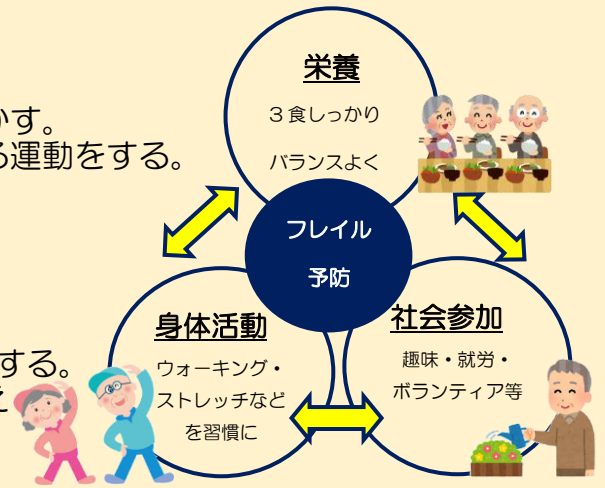 かす。
る運動をする。
する。
え
栄養
３食しっかり
バランスよく
フレイル
予防
身体活動
ウォーキング・
ストレッチなど
を習慣に
社会参加
趣味・就労・
ボランティア等